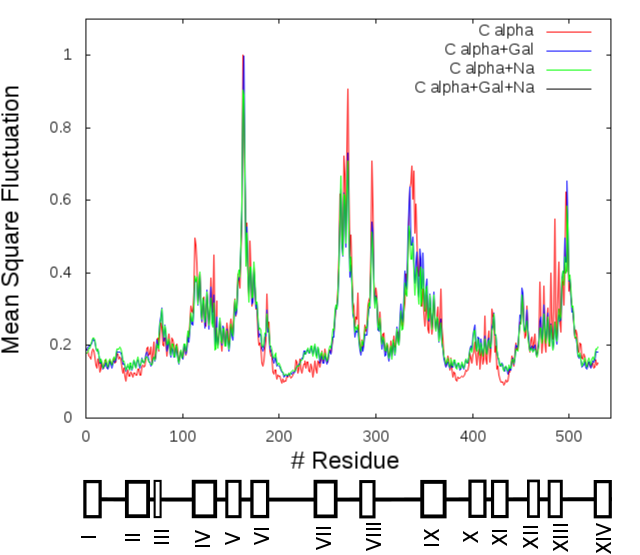 Mean Square Fluctuation
C alpha
C alpha+Gal
C alpha+Na
C alpha+Gal+Na
1
0.8
0.6
0.4
0.2
0
0 100 200 300 400 500
# Residue
I II III IV V VI VII VIII IX X XI XII XIII XIV